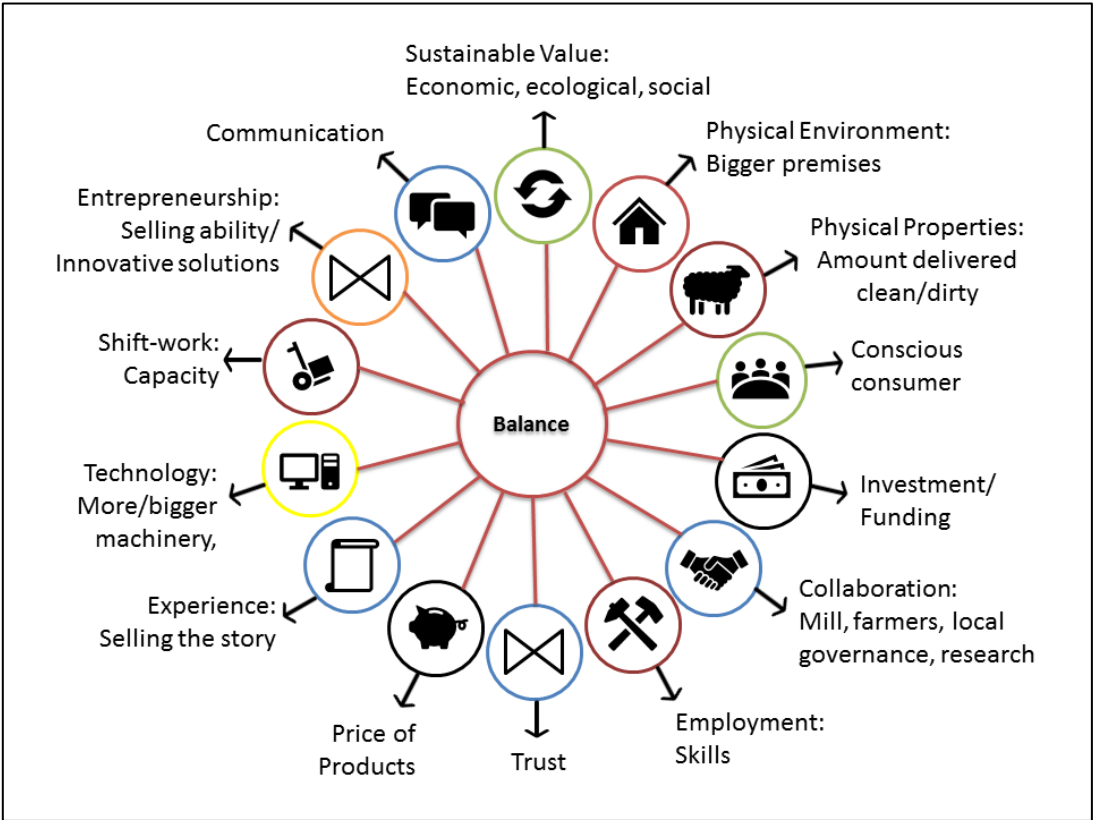 Sustainable Value:
Economic, ecological, social
Physical Environment:
Bigger premises
Physical Properties:
Amount delivered
clean/dirty
Conscious
consumer
Investment/
Funding
Collaboration:
Mill, farmers, local
governance, research
Employment:
Skills
Trust
Price of
Products
Experience:
Selling the story
Technology:
More/bigger
machinery,
Shift-work:
Capacity
Entrepreneurship:
Selling ability/
Innovative solutions
Communication
Balance